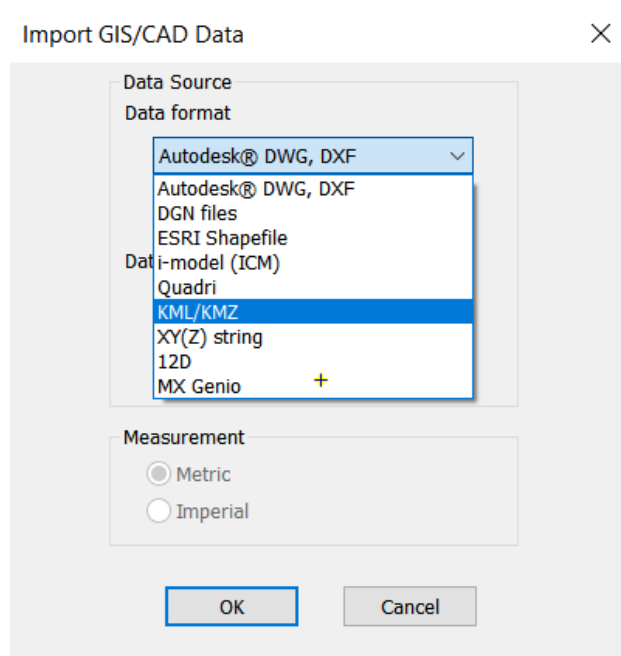 Import GIS/CAD Data
Data Source
Data format
Autodesk® DWG, DXF
Autodesk® DWG, DXF
DGN files
ESRI Shapefile
Dat
i-model (ICM)
Quadri
KML/KMZ
XY(Z) string
12D
MX Genio
Measurement
Metric
Imperial
OK Cancel